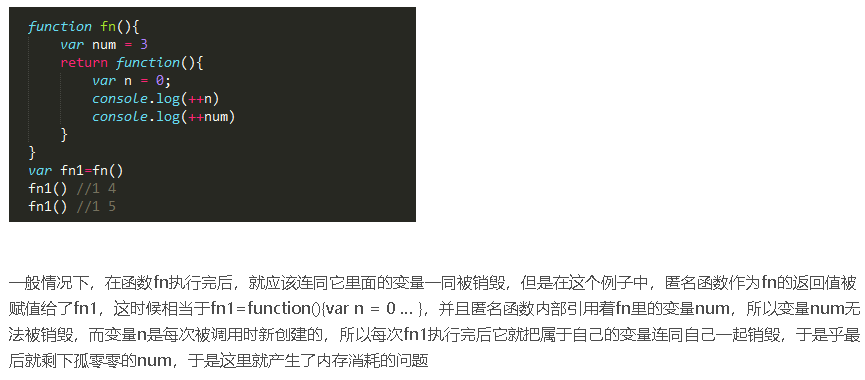 function fn(){
var num = 3
return function(){
var n = 0;
console.log(++n)
console.log(++num)
}
}
var fn1=fn()
fn1() //1 4
fn1() //1 5
一般情况下，在函数fn执行完后，就应该连同它里面的变量一同被销毁，但是在这个例子中，匿名函数作为fn的返回值被
赋值给了fn1，这时候相当于fn1=function(){var n = 0 ... }，并且匿名函数内部引用着fn里的变量num，所以变量num无
法被销毁，而变量n是每次被调用时新创建的，所以每次fn1执行完后它就把属于自己的变量连同自己一起销毁，于是乎最
后就剩下孤零零的num，于是这里就产生了内存消耗的问题